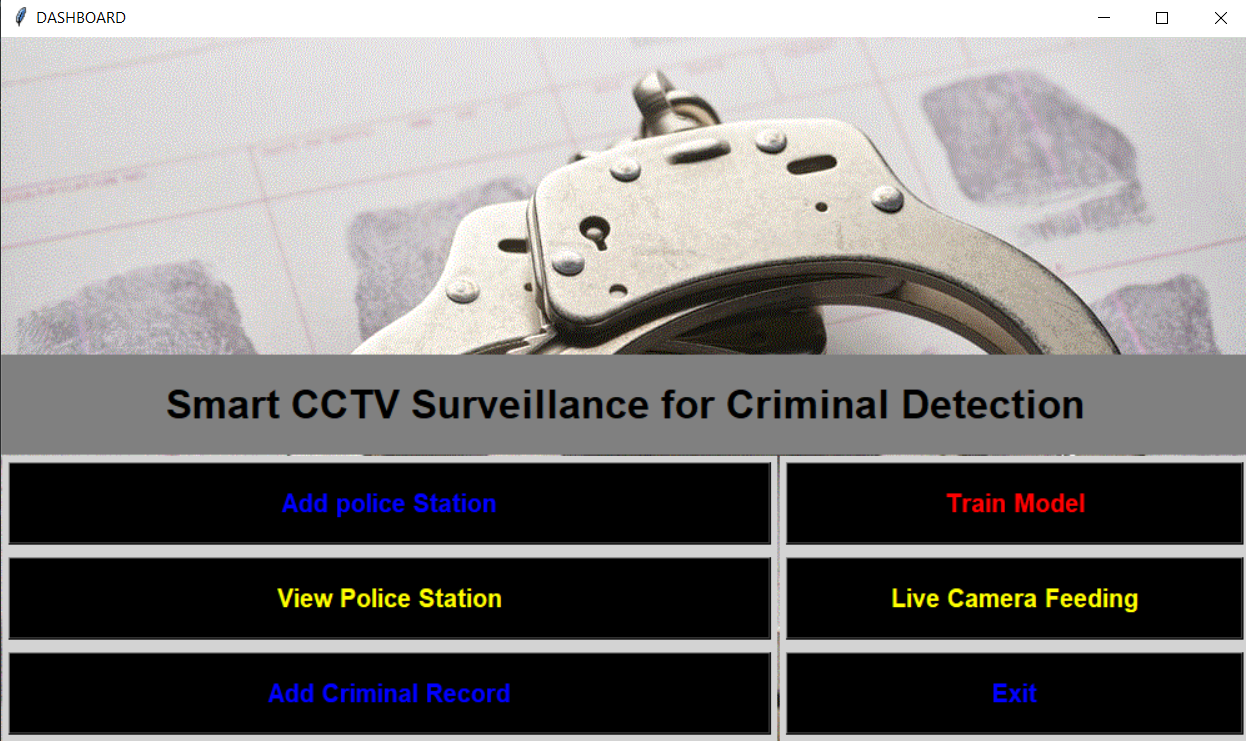 DASHBOARD
Smart CCTV Surveillance for Criminal Detection
Add police Station
Train Model
View Police Station
Live Camera Feeding
Add Criminal Record
Exit